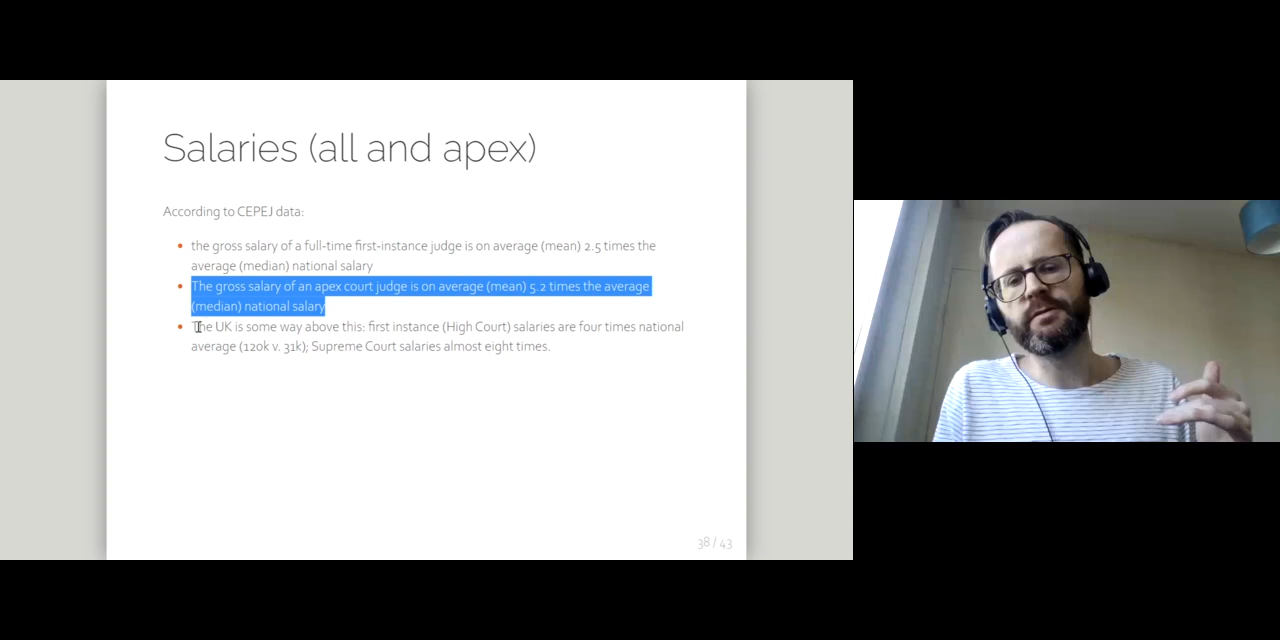 Salaries (all and apex)
According to CEPEJ data:
the gross salary of a full-time first-instance judge is on average (mean) 2.5 times the
average (median) national salary
The gross salary of an apex court judge is on average (mean) 5.2 times the average
(median) national salary
The UK is some way above this: first instance (High Court) salaries are four times national
average (120k v. 31k); Supreme Court salaries almost eight times.
38 / 43